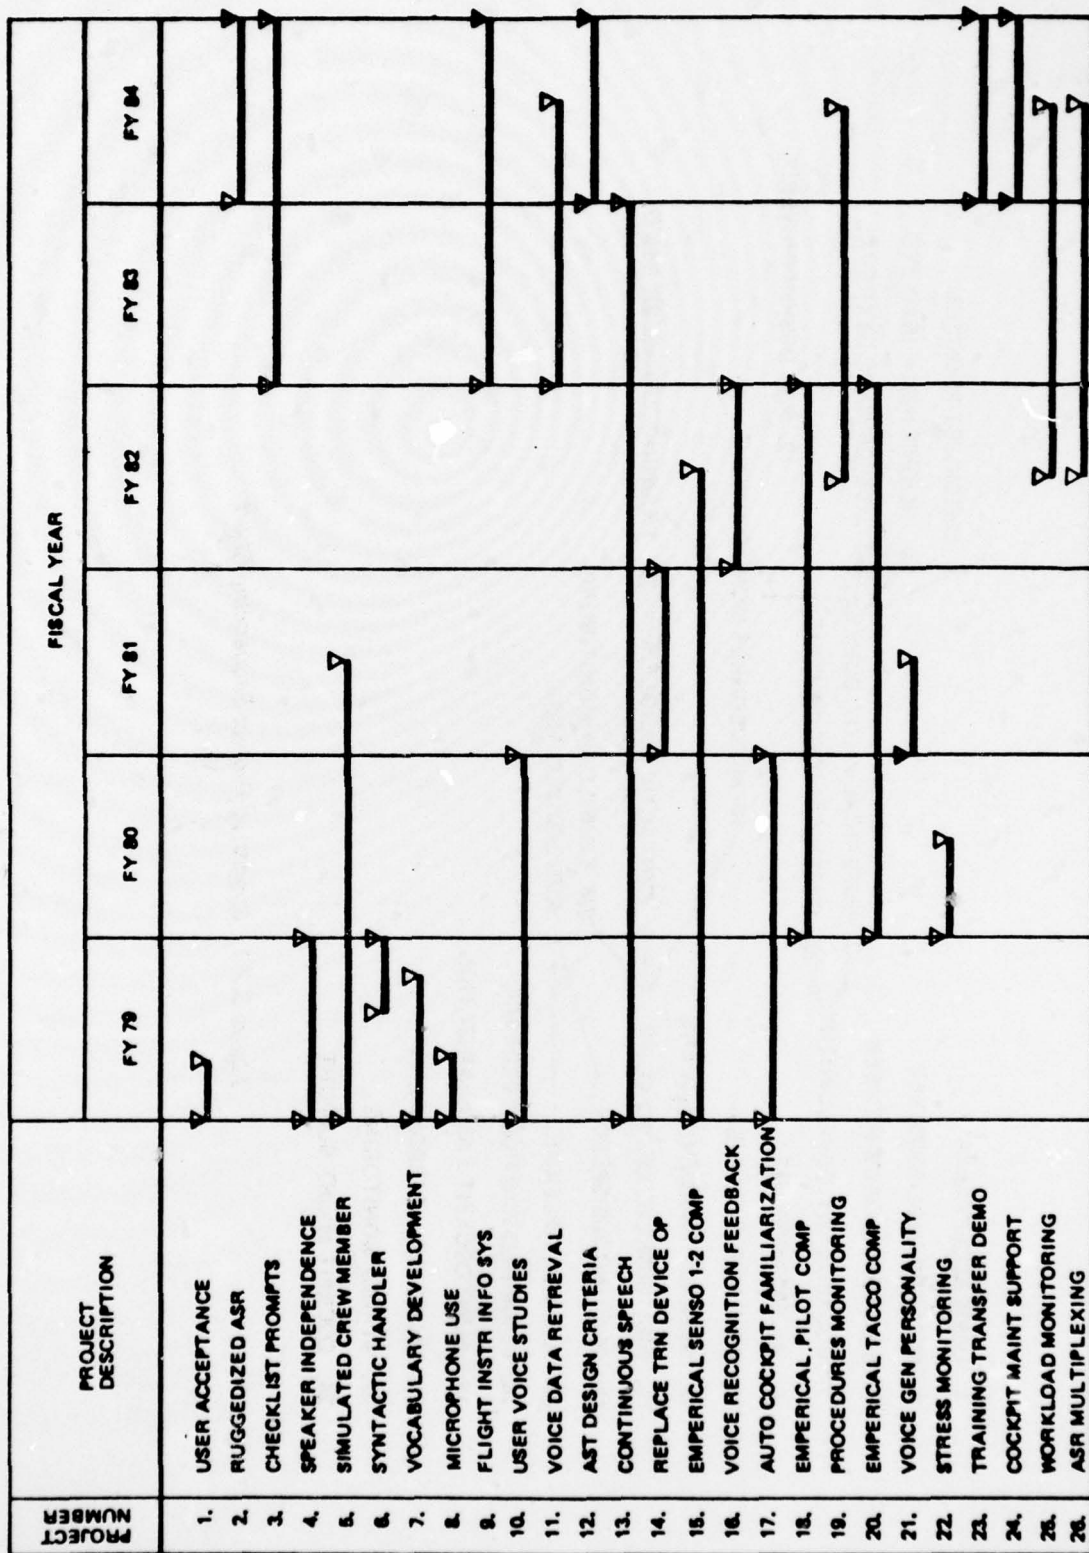 PROJECT NUMBER
PROJECT DESCRIPTION
FISCAL YEAR
FY 79 FY 80 FY 81 FY 82 FY 83 FY 84
1. USER ACCEPTANCE
2. RUGGEDIZED ASR
3. CHECKLIST PROMPTS
4. SPEAKER INDEPENDENCE
5. SIMULATED CREW MEMBER
6. SYNTACTIC HANDLER
7. VOCABULARY DEVELOPMENT
8. MICROPHONE USE
9. FLIGHT INSTR INFO SYS
10. USER VOICE STUDIES
11. VOICE DATA RETREVAL
12. AST DESIGN CRITERIA
13. CONTINUOUS SPEECH
14. REPLACE TRN DEVICE OP
15. EMPERICAL SENSO 1-2 COMP
16. VOICE RECOGNITION FEEDBACK
17. AUTO COCKPIT FAMILIARIZATION
18. EMPERICAL PILOT COMP
19. PROCEDURES MONITORING
20. EMPERICAL TACCO COMP
21. VOICE GEN PERSONALITY
22. STRESS MONITORING
23. TRAINING TRANSFER DEMO
24. COCKPIT MAINT SUPPORT
25. WORKLOAD MONITORING
26. ASR MULTIPLEXING